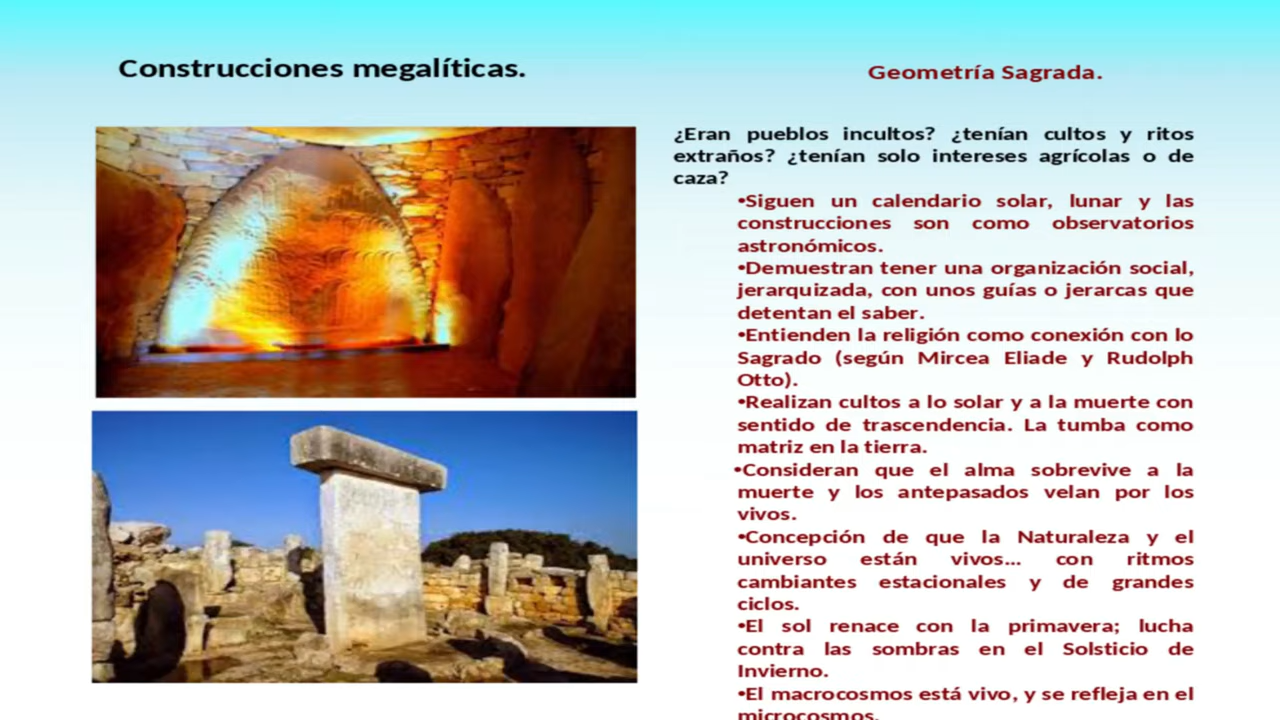 Construcciones megalíticas.
Geometría Sagrada.
¿Eran pueblos incultos? ¿tenían cultos y ritos
extraños? ¿tenían solo intereses agrícolas o de
caza?
•Siguen un calendario solar, lunar y las
construcciones son como observatorios
astronómicos.
•Demuestran tener una organización social,
jerarquizada, con unos guías o jerarcas que
detentan el saber.
•Entienden la religión como conexión con lo
Sagrado (según Mircea Eliade y Rudolph
Otto).
•Realizan cultos a lo solar y a la muerte con
sentido de trascendencia. La tumba como
matriz en la tierra.
•Consideran que el alma sobrevive a la
muerte y los antepasados velan por los
vivos.
•Concepción de que la Naturaleza y el
universo están vivos... con ritmos
cambiantes estacionales y de grandes
ciclos.
•El sol renace con la primavera; lucha
contra las sombras en el Solsticio de
Invierno.
•El macrocosmos está vivo, y se refleja en el
microcosmos.